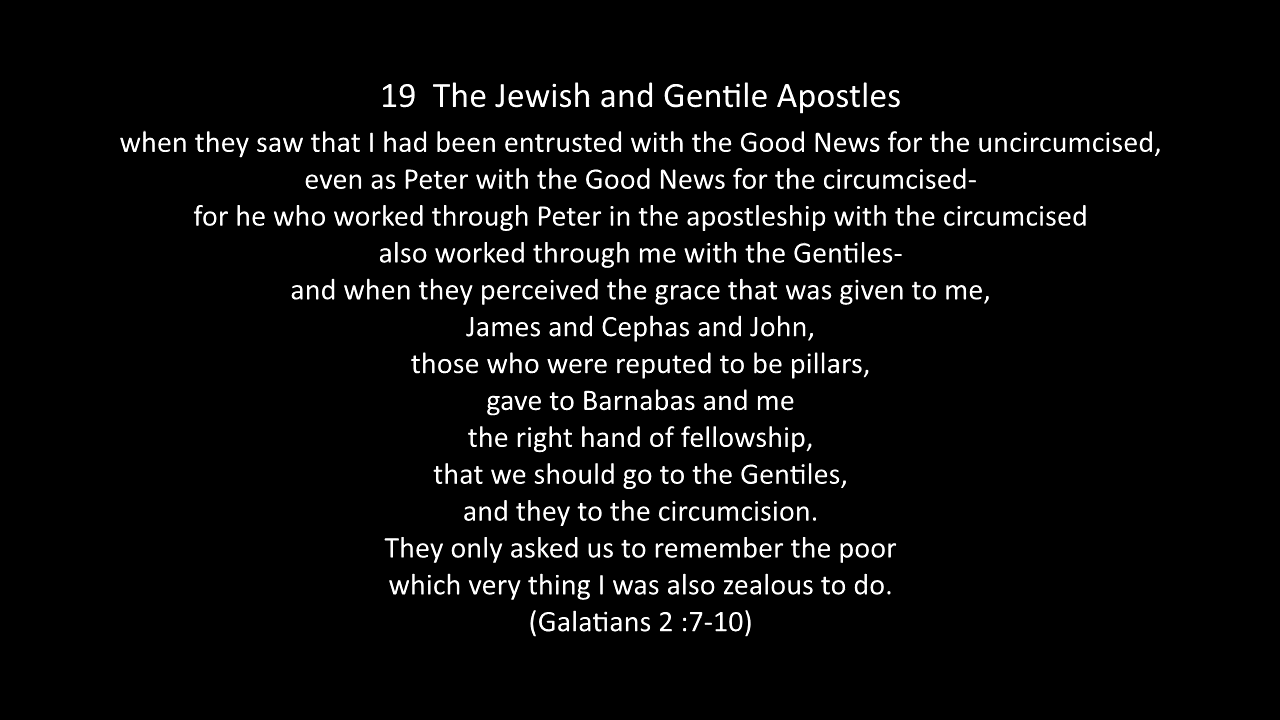 19 The Jewish and Gentile Apostles
when they saw that I had been entrusted with the Good News for the uncircumcised,
even as Peter with the Good News for the circumcised-
for he who worked through Peter in the apostleship with the circumcised
also worked through me with the Gentiles-
and when they perceived the grace that was given to me,
James and Cephas and John,
those who were reputed to be pillars,
gave to Barnabas and me
the right hand of fellowship,
that we should go to the Gentiles,
and they to the circumcision.
They only asked us to remember the poor
which very thing I was also zealous to do.
(Galatians 2 :7-10)